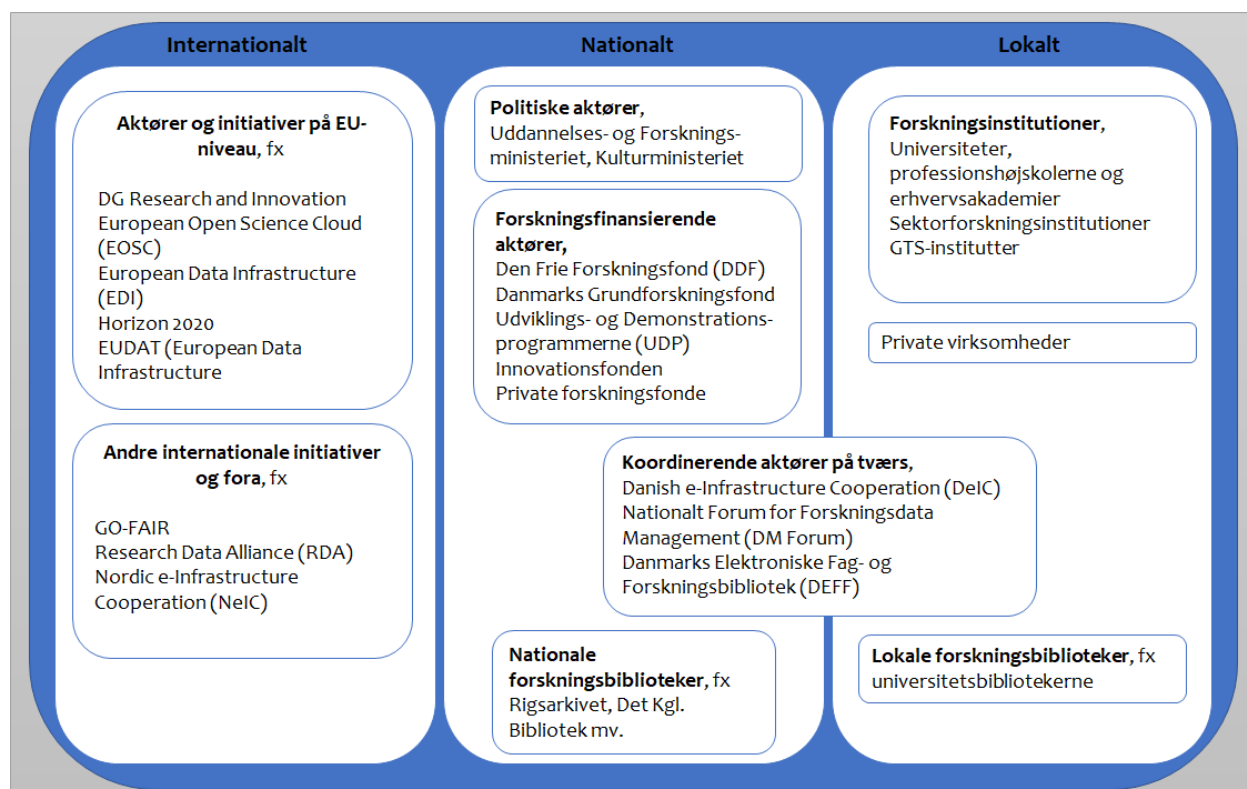 Internationalt
Aktører og initiativer på EU-
niveau, fx
DG Research and Innovation
European Open Science Cloud
(EOSC)
European Data Infrastructure
(EDI)
Horizon 2020
EUDAT (European Data
Infrastructure
Andre internationale initiativer
og fora, fx
GO-FAIR
Research Data Alliance (RDA)
Nordic e-Infrastructure
Cooperation (NeIC)
Nationalt
Politiske aktører,
Uddannelses- og Forsknings-
ministeriet, Kulturministeriet
Forskningsfinansierende
aktører,
Den Frie Forskningsfond (DDF)
Danmarks Grundforskningsfond
Udviklings- og Demonstrations-
programmerne (UDP)
Innovationsfonden
Private forskningsfonde
Koordinerende aktører på tværs,
Danish e-Infrastructure Cooperation (DeIC)
Nationalt Forum for Forskningsdata
Management (DM Forum)
Danmarks Elektroniske Fag- og
Forskningsbibliotek (DEFF)
Nationale
forskningsbiblioteker, fx
Rigsarkivet, Det Kgl.
Bibliotek mv.
Lokalt
Forskningsinstitutioner,
Universiteter,
professionshøjskolerne og
erhvervsakademier
Sektorforskningsinstitutioner
GTS-institutter
Private virksomheder
Lokale forskningsbiblioteker, fx
universitetsbibliotekerne